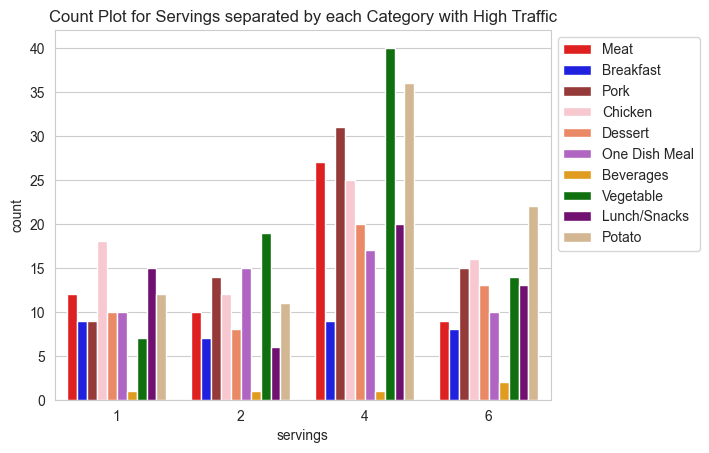 Count Plot for Servings separated by each Category with High Traffic
40
35
30
25
20
15
10
5
0
count
1 2 4 6
servings
Meat
Breakfast
Pork
Chicken
Dessert
One Dish Meal
Beverages
Vegetable
Lunch/Snacks
Potato